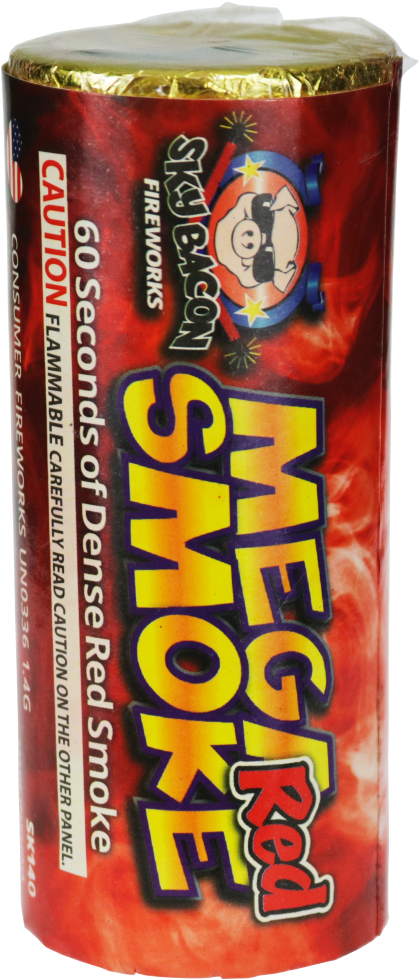 SKY BACON
FIREWORKS
MEGA
Red
SMOKE
60 Seconds of Dense Red Smoke
CAUTION FLAMMABLE CAREFULLY READ CAUTION ON THE OTHER PANEL.
CONSUMER FIREWORKS UN0336 1.4G
SK140